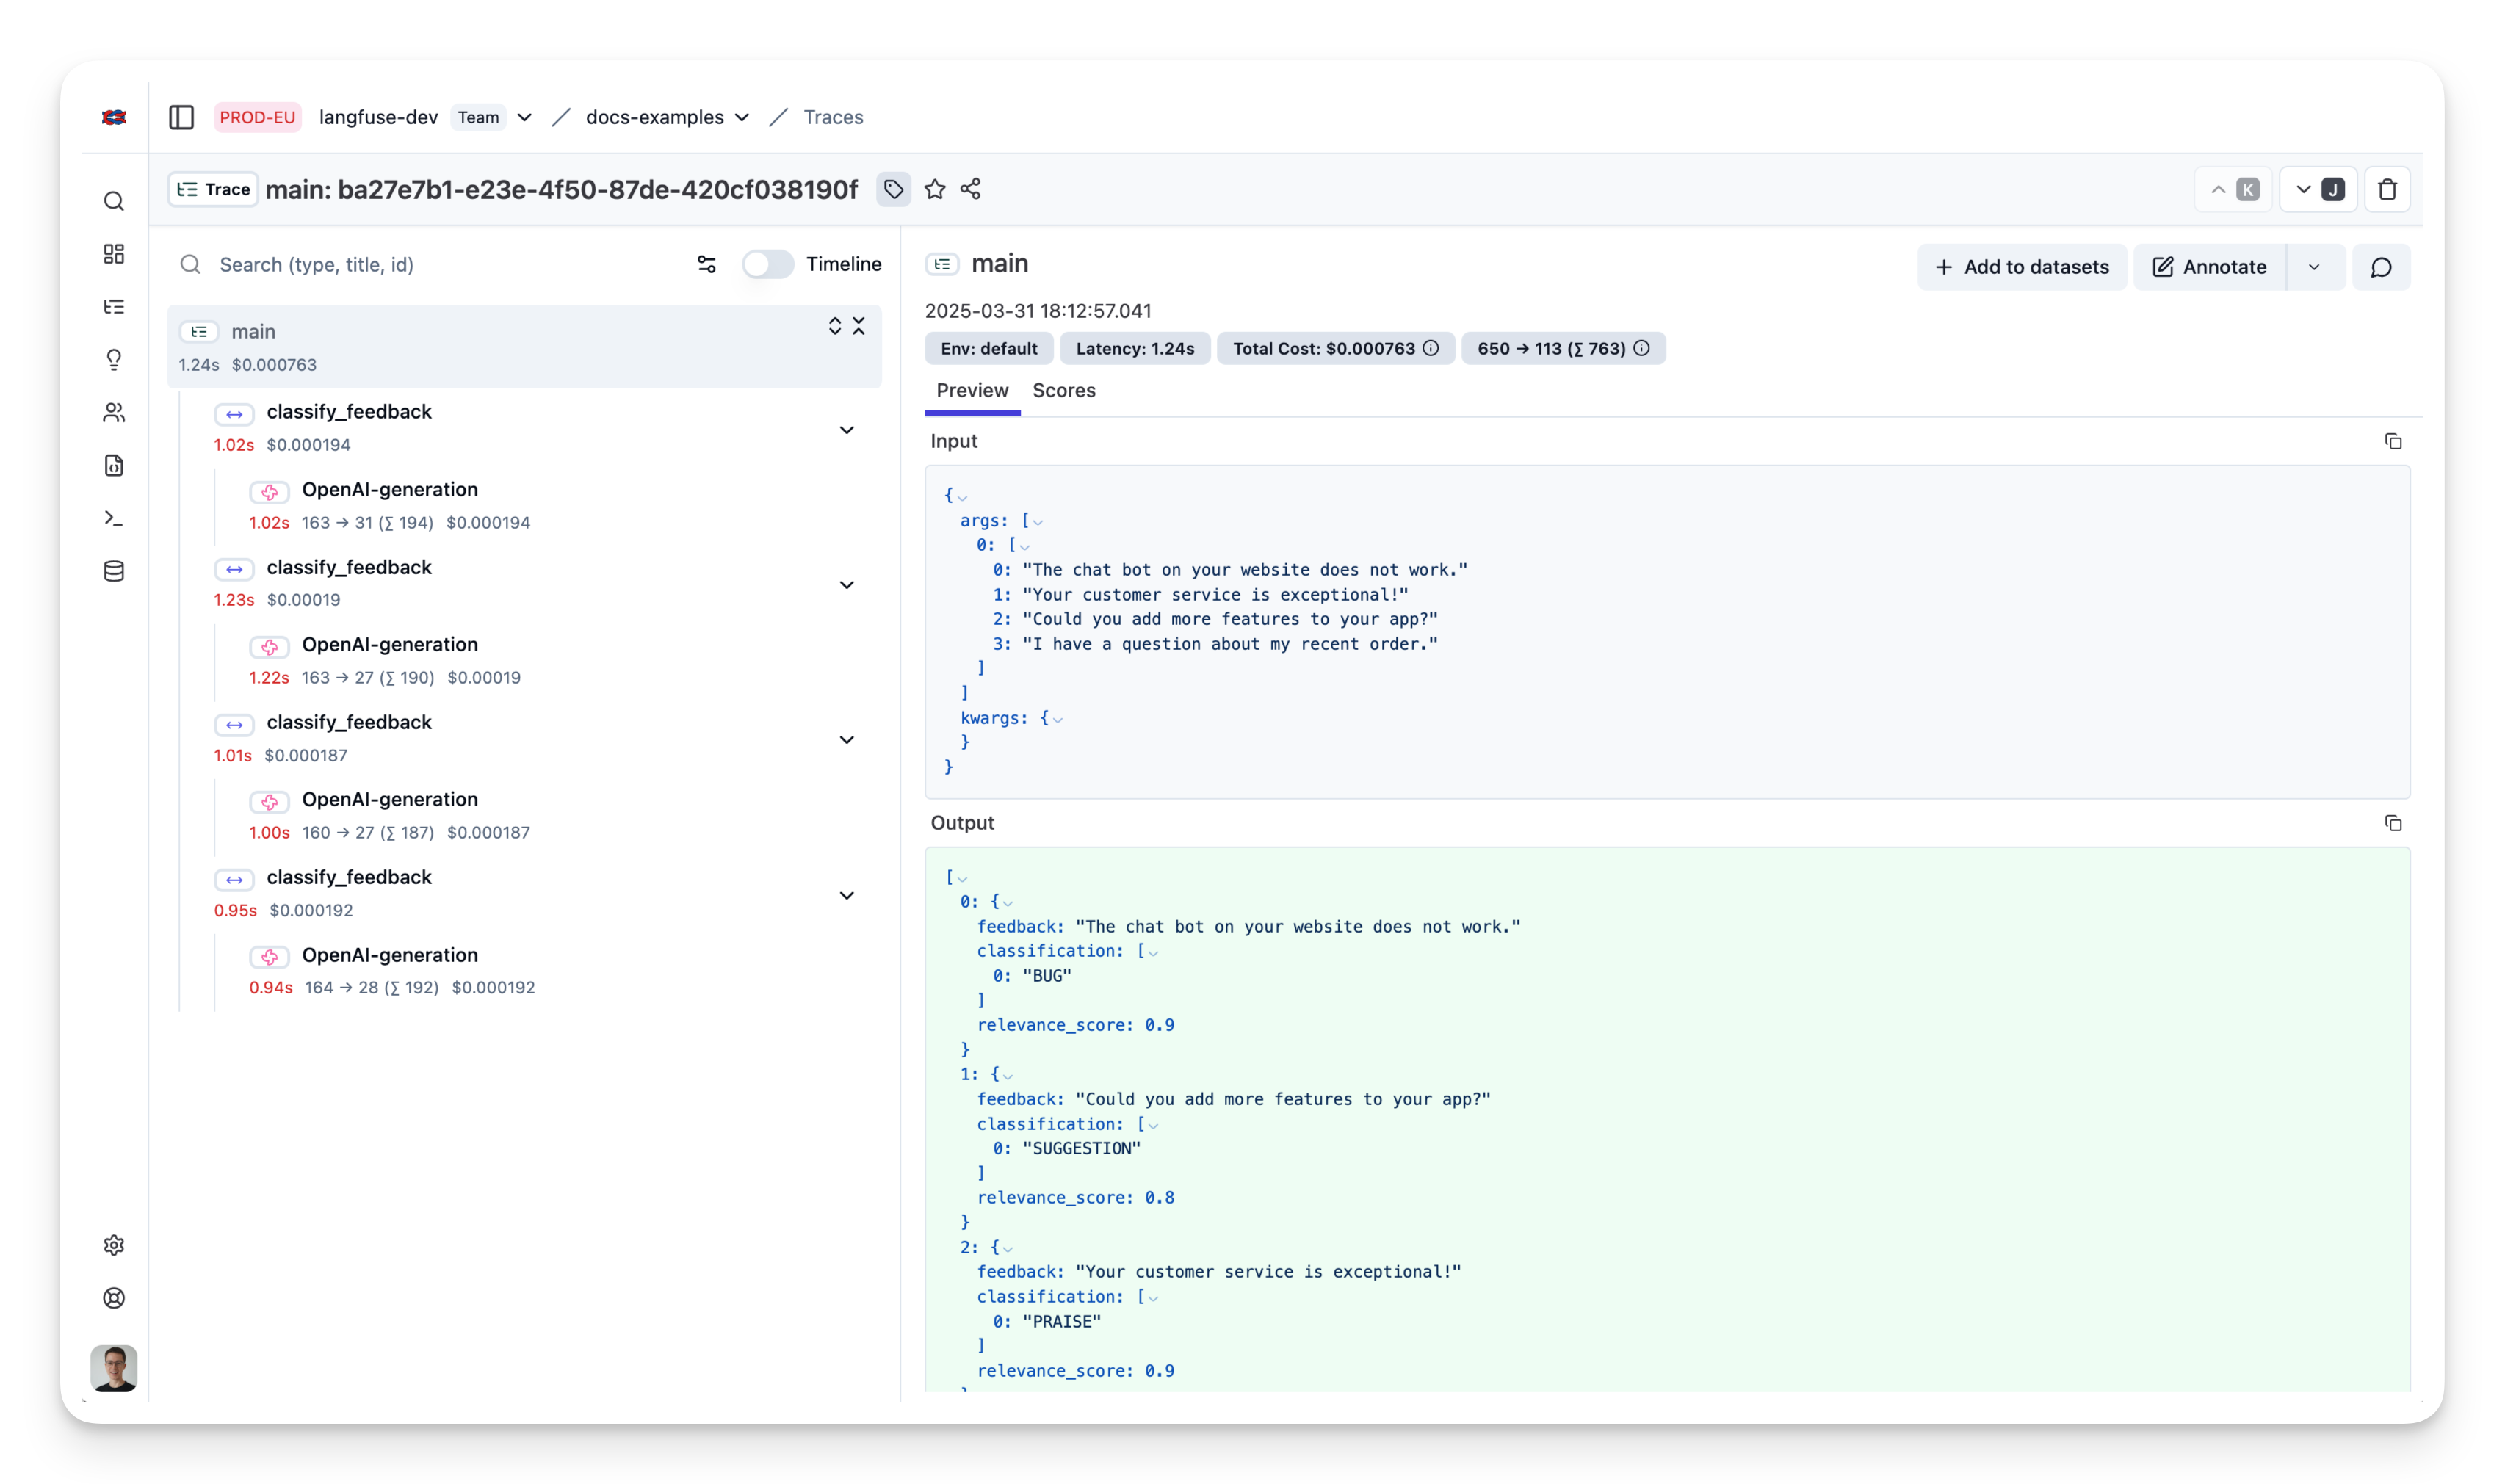 PROD-EU langfuse-dev Team / docs-examples / Traces
Trace main: ba27e7b1-e23e-4f50-87de-420cf038190f K J
Search (type, title, id) Timeline
main
1.24s $0.000763
classify_feedback
1.02s $0.000194
OpenAI-generation
1.02s 163 → 31 (∑ 194) $0.000194
classify_feedback
1.23s $0.00019
OpenAI-generation
1.22s 163 → 27 (∑ 190) $0.00019
classify_feedback
1.01s $0.000187
OpenAI-generation
1.00s 160 → 27 (∑ 187) $0.000187
classify_feedback
0.95s $0.000192
OpenAI-generation
0.94s 164 → 28 (∑ 192) $0.000192
main
Add to datasets Annotate
2025-03-31 18:12:57.041
Env: default Latency: 1.24s Total Cost: $0.000763 650 → 113 (∑ 763)
Preview Scores
Input
{
args: [
0: [
0: "The chat bot on your website does not work."
1: "Your customer service is exceptional!"
2: "Could you add more features to your app?"
3: "I have a question about my recent order."
]
]
kwargs: {
}
}
Output
[
0: {
feedback: "The chat bot on your website does not work."
classification: [
0: "BUG"
]
relevance_score: 0.9
}
1: {
feedback: "Could you add more features to your app?"
classification: [
0: "SUGGESTION"
]
relevance_score: 0.8
}
2: {
feedback: "Your customer service is exceptional!"
classification: [
0: "PRAISE"
]
relevance_score: 0.9
}